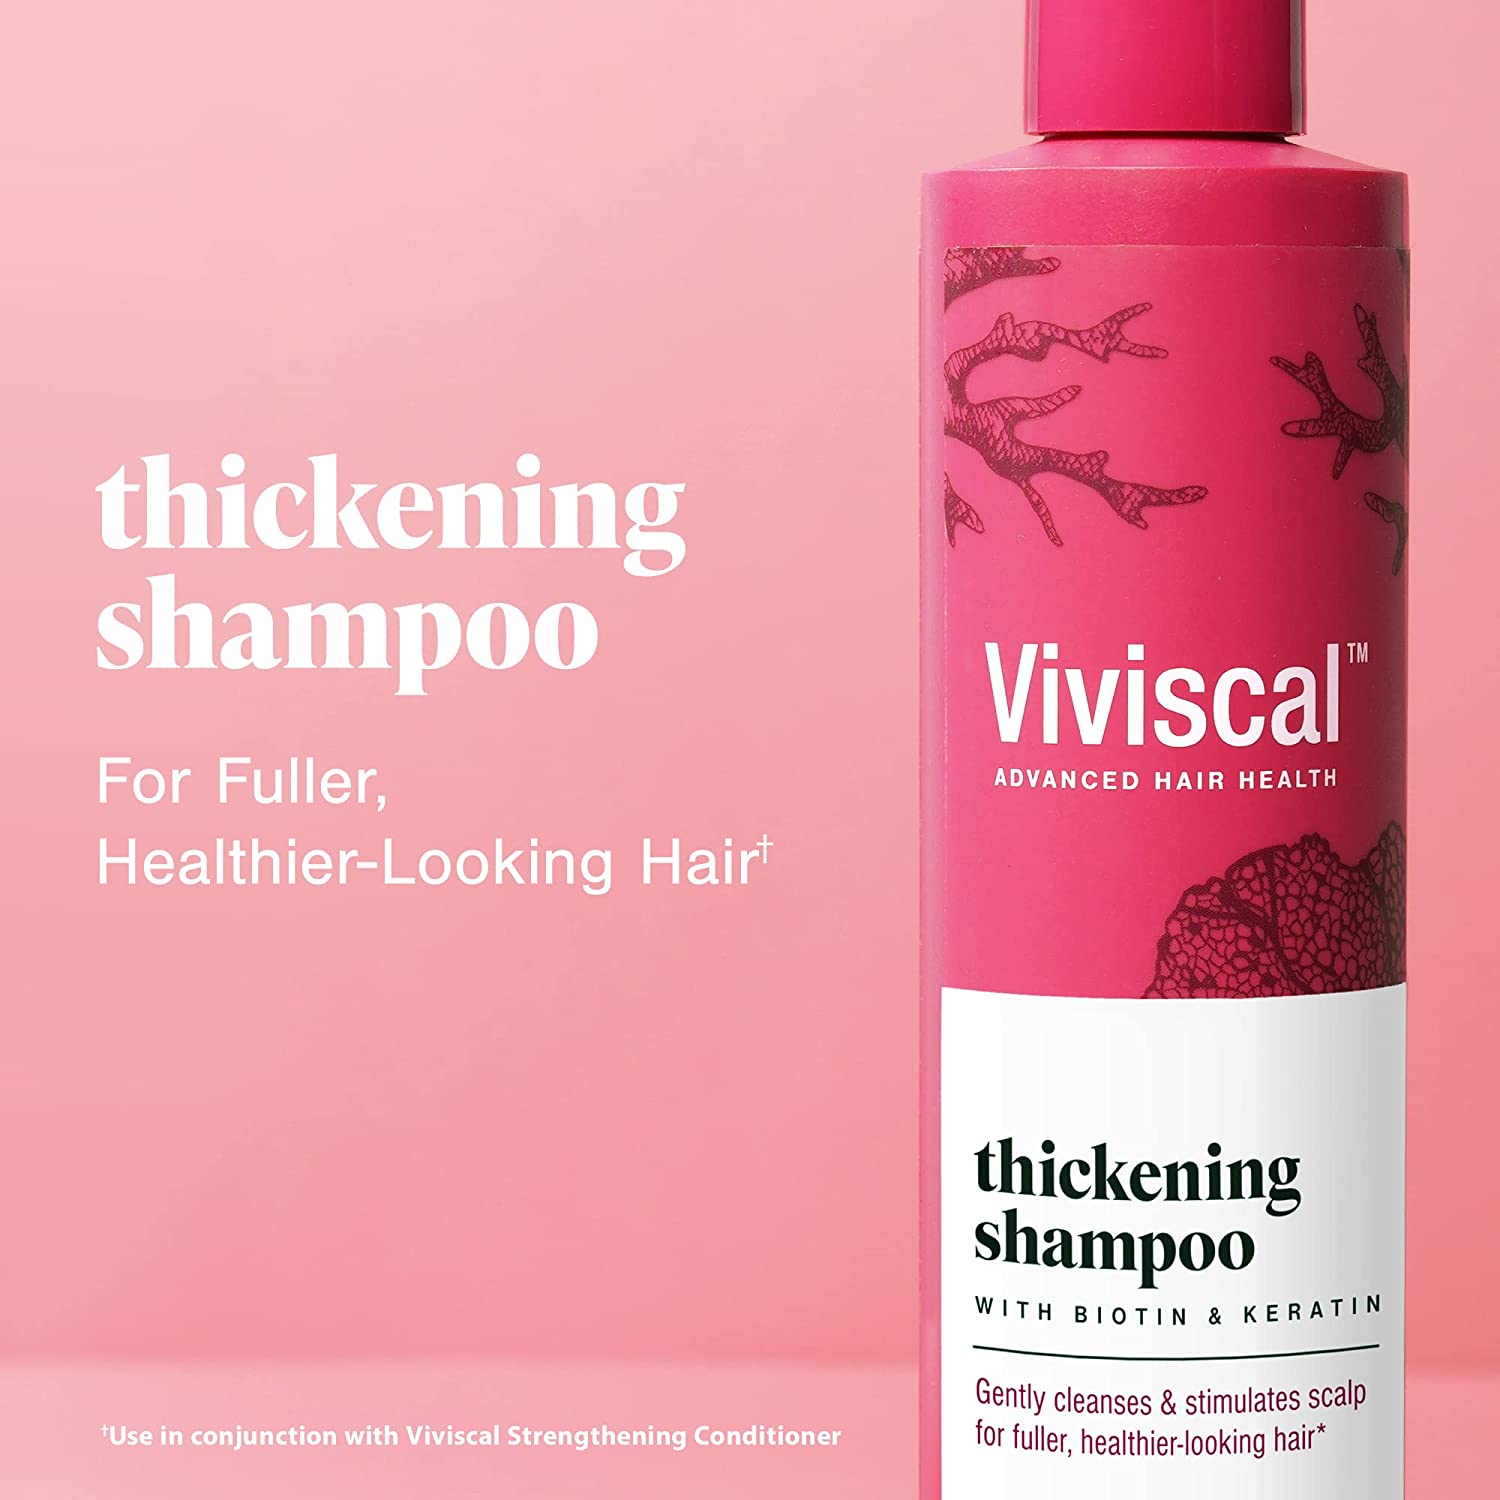 thickening
shampoo
For Fuller,
Healthier-Looking Hair†
†Use in conjunction with Viviscal Strengthening Conditioner
Viviscal™
ADVANCED HAIR HEALTH
thickening
shampoo
WITH BIOTIN & KERATIN
Gently cleanses & stimulates scalp
for fuller, healthier-looking hair*